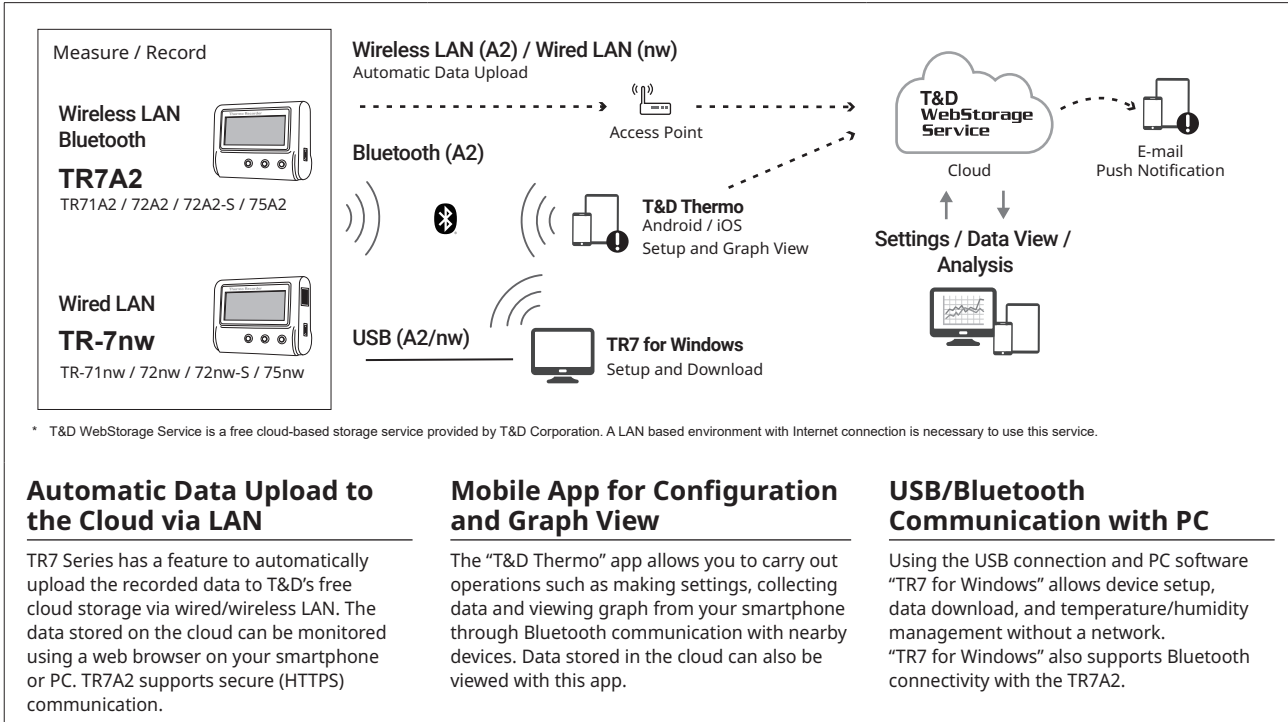 Measure / Record
Wireless LAN
Bluetooth
TR7A2
TR71A2 / 72A2 / 72A2-S / 75A2
Wired LAN
TR-7nw
TR-71nw / 72nw / 72nw-S / 75nw
Wireless LAN (A2) / Wired LAN (nw)
Automatic Data Upload
Access Point
Bluetooth (A2)
T&D Thermo
Android / iOS
Setup and Graph View
USB (A2/nw)
TR7 for Windows
Setup and Download
T&D
WebStorage
Service
Cloud
E-mail
Push Notification
Settings / Data View /
Analysis
* T&D WebStorage Service is a free cloud-based storage service provided by T&D Corporation. A LAN based environment with Internet connection is necessary to use this service.
Automatic Data Upload to
the Cloud via LAN
TR7 Series has a feature to automatically
upload the recorded data to T&D’s free
cloud storage via wired/wireless LAN. The
data stored on the cloud can be monitored
using a web browser on your smartphone
or PC. TR7A2 supports secure (HTTPS)
communication.
Mobile App for Configuration
and Graph View
The “T&D Thermo” app allows you to carry out
operations such as making settings, collecting
data and viewing graph from your smartphone
through Bluetooth communication with nearby
devices. Data stored in the cloud can also be
viewed with this app.
USB/Bluetooth
Communication with PC
Using the USB connection and PC software
“TR7 for Windows” allows device setup,
data download, and temperature/humidity
management without a network.
“TR7 for Windows” also supports Bluetooth
connectivity with the TR7A2.